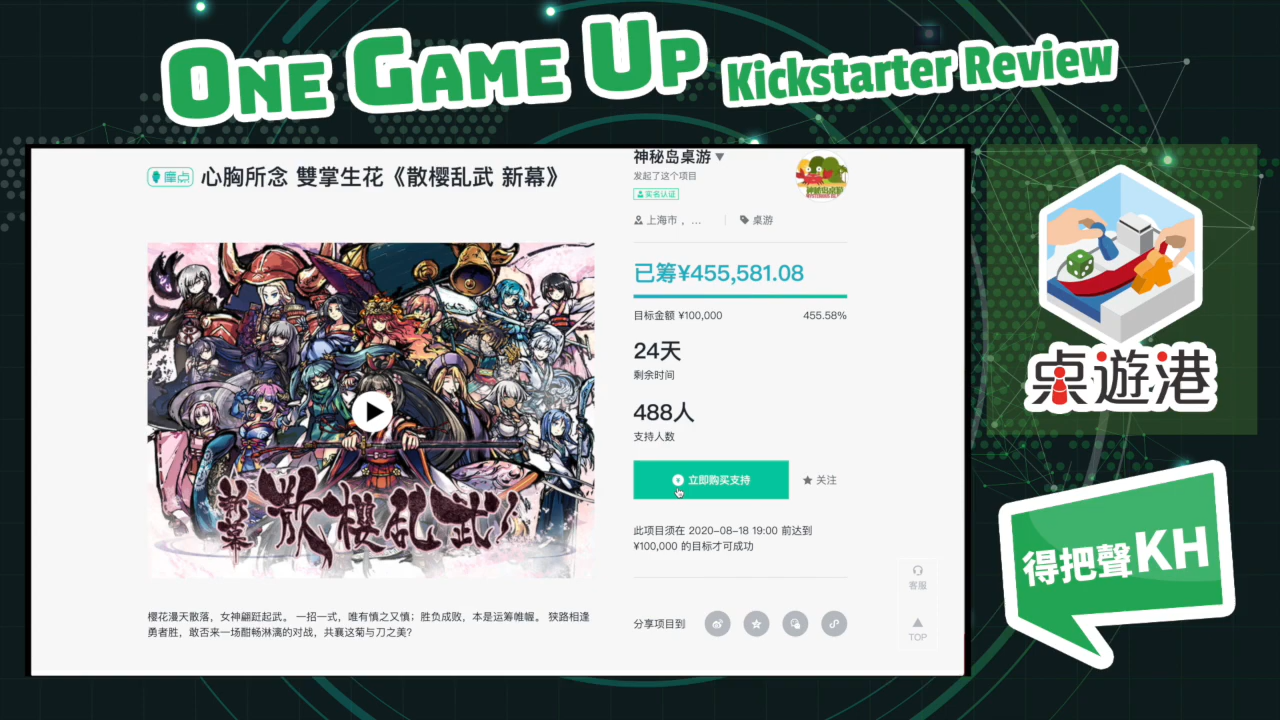 ONE GAME UP Kickstarter Review
摩点 心胸所念 雙掌生花《散樱乱武 新幕》
神秘岛桌游
发起了这个项目
实名认证
上海市， ...
桌游
已筹¥455,581.08
目标金额 ¥100,000
455.58%
24天
剩余时间
488人
支持人数
立即购买支持
关注
此项目须在 2020-08-18 19:00 前达到
¥100,000 的目标才可成功
分享项目到
客服
TOP
新幕
散櫻乱武
樱花漫天散落，女神翩跹起武。 一招一式，唯有慎之又慎；胜负成败，本是运筹帷幄。 狭路相逢
勇者胜，敢否来一场酣畅淋漓的对战，共襄这菊与刀之美?
桌遊港
得把聲KH